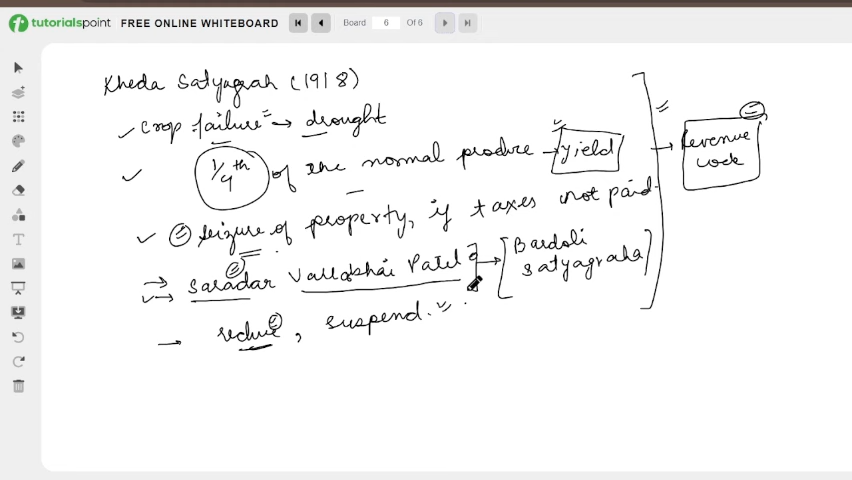 tutorialspoint FREE ONLINE WHITEBOARD Board 6 Of 6
Kheda Satyagrah (1918)
crop failure → drought
1/4th of the normal produce → yield
seizure of property, if taxes not paid.
Saradar Vallabhai Patel → [Bardoli Satyagraha]
→ reduce, suspend.
→ Revenue code